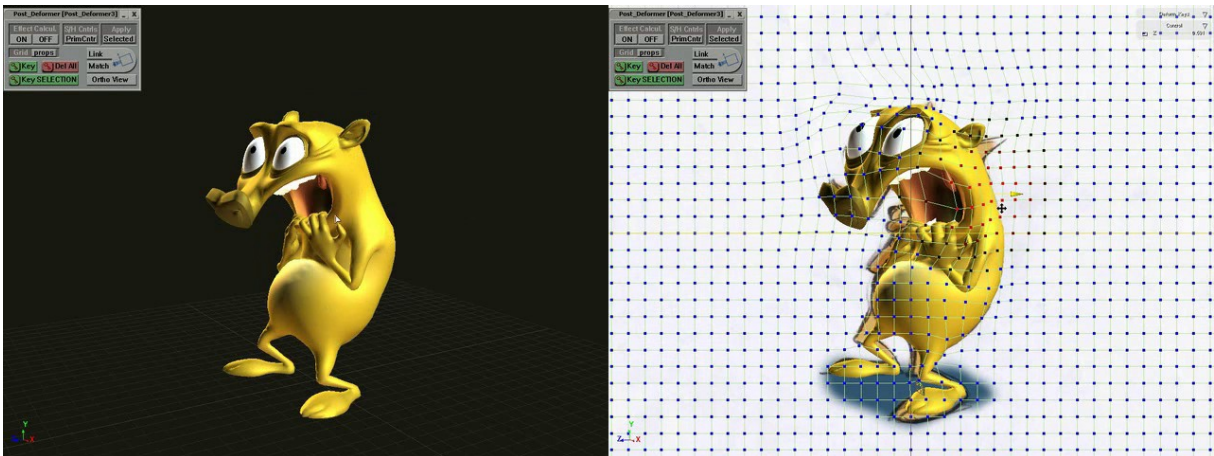 Post_Deformer [Post_Deformer3] _ X
Effect Calcul. S/H Cntrls Apply
ON OFF PrimCntr Selected
Grid props Link
Key Del All Match
Key SELECTION Ortho View
Y
X
Post_Deformer [Post_Deformer3] _ X
Effect Calcul. S/H Cntrls Apply
ON OFF PrimCntr Selected
Grid props Link
Key Del All Match
Key SELECTION Ortho View
Y
Z X